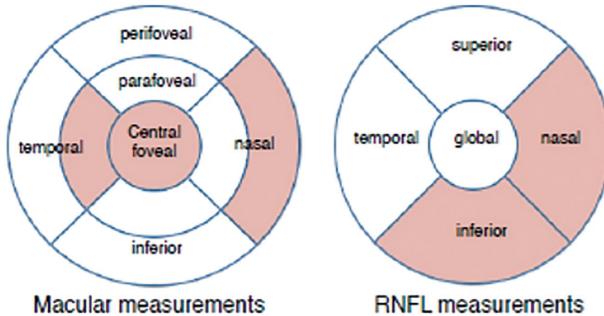 perifoveal
parafoveal
Central
foveal
temporal
nasal
inferior
Macular measurements
superior
temporal
global
nasal
inferior
RNFL measurements